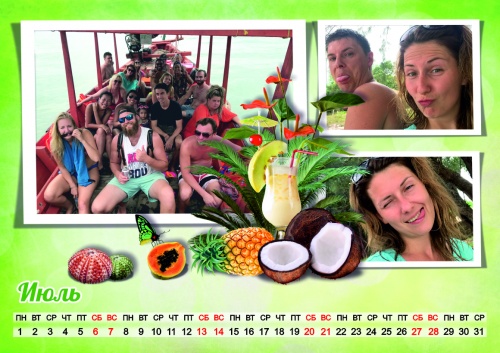 Июль
ПН ВТ СР ЧТ ПТ СБ ВС ПН ВТ СР ЧТ ПТ СБ ВС ПН ВТ СР ЧТ ПТ СБ ВС ПН ВТ СР ЧТ ПТ СБ ВС ПН ВТ СР
1 2 3 4 5 6 7 8 9 10 11 12 13 14 15 16 17 18 19 20 21 22 23 24 25 26 27 28 29 30 31